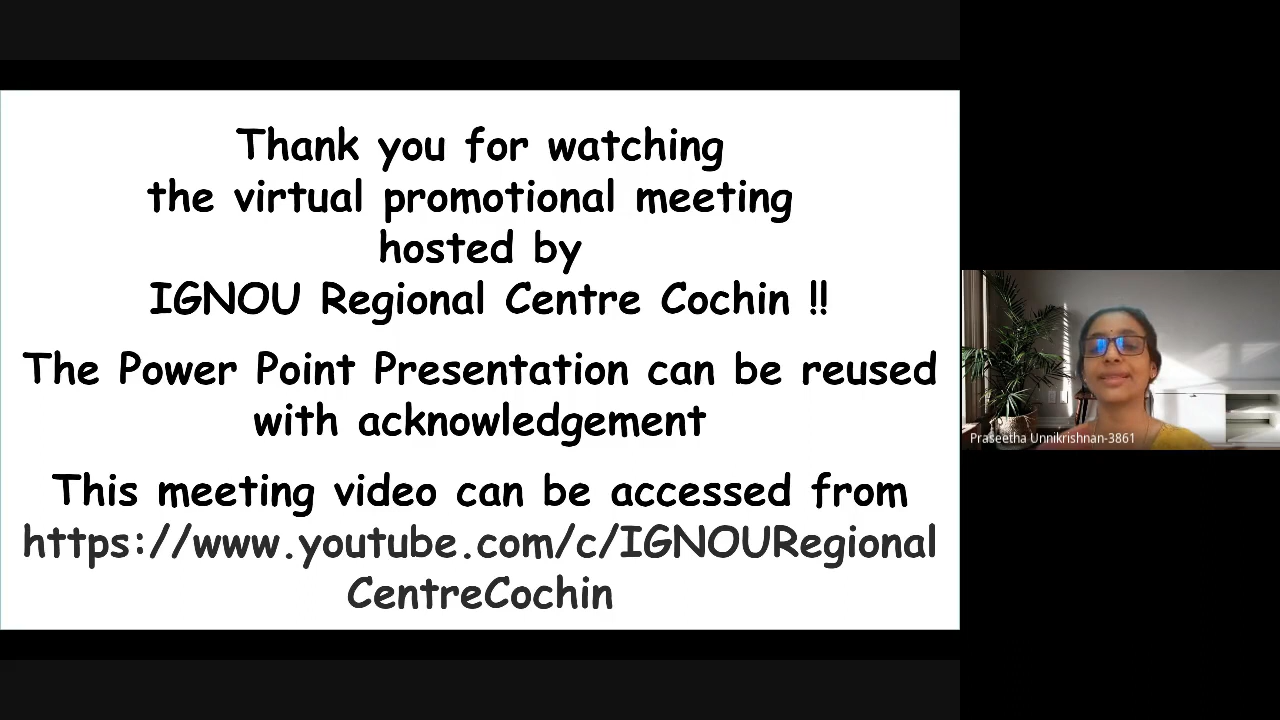 Thank you for watching
the virtual promotional meeting
hosted by
IGNOU Regional Centre Cochin !!
The Power Point Presentation can be reused
with acknowledgement
This meeting video can be accessed from
https://www.youtube.com/c/IGNOURegional
CentreCochin
Praseetha Unnikrishnan-3861